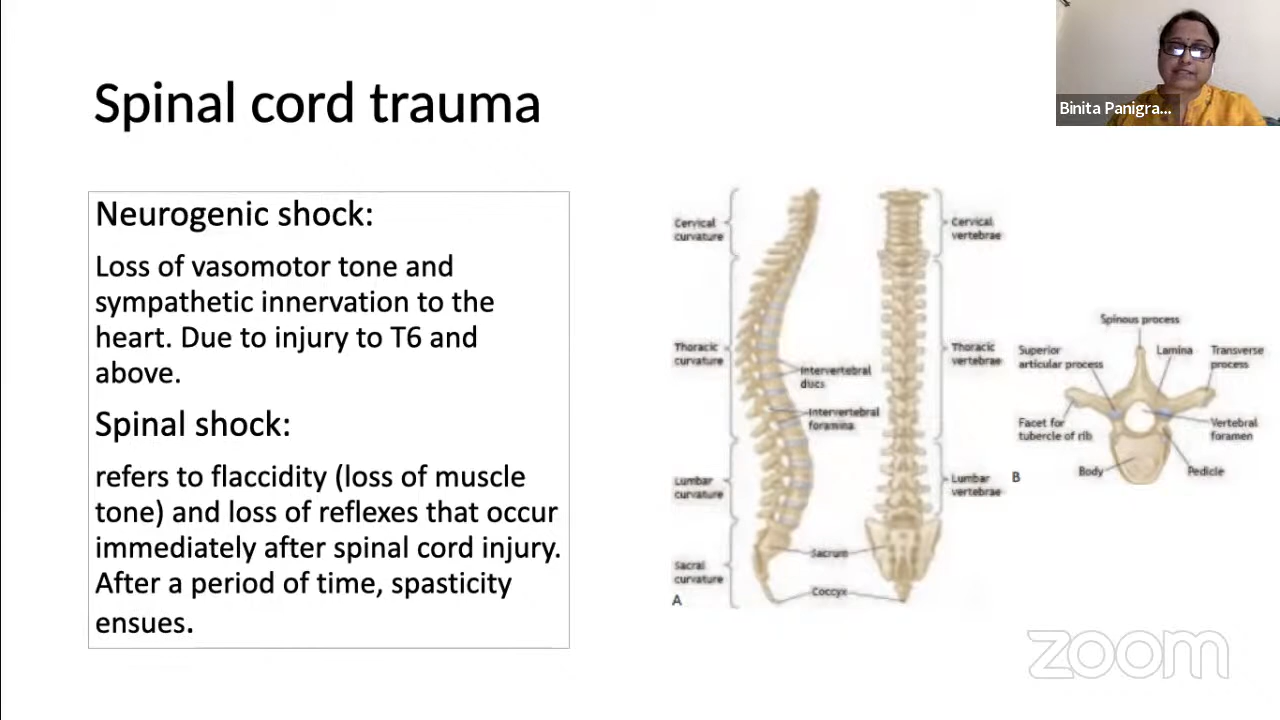 Spinal cord trauma
Binita Panigra...
Neurogenic shock:
Loss of vasomotor tone and
sympathetic innervation to the
heart. Due to injury to T6 and
above.
Spinal shock:
refers to flaccidity (loss of muscle
tone) and loss of reflexes that occur
immediately after spinal cord injury.
After a period of time, spasticity
ensues.
Cervical
curvature
Thoracic
curvature
Lumbar
curvature
Sacral
curvature
A
Intervertebral
discs
Intervertebral
foramina
Sacrum
Coccyx
Cervical
vertebrae
Thoracic
vertebrae
Lumbar
vertebrae
B
Spinous process
Superior
articular process
Lamina
Transverse
process
Facet for
tubercle of rib
Vertebral
foramen
Body
Pedicle
zoom